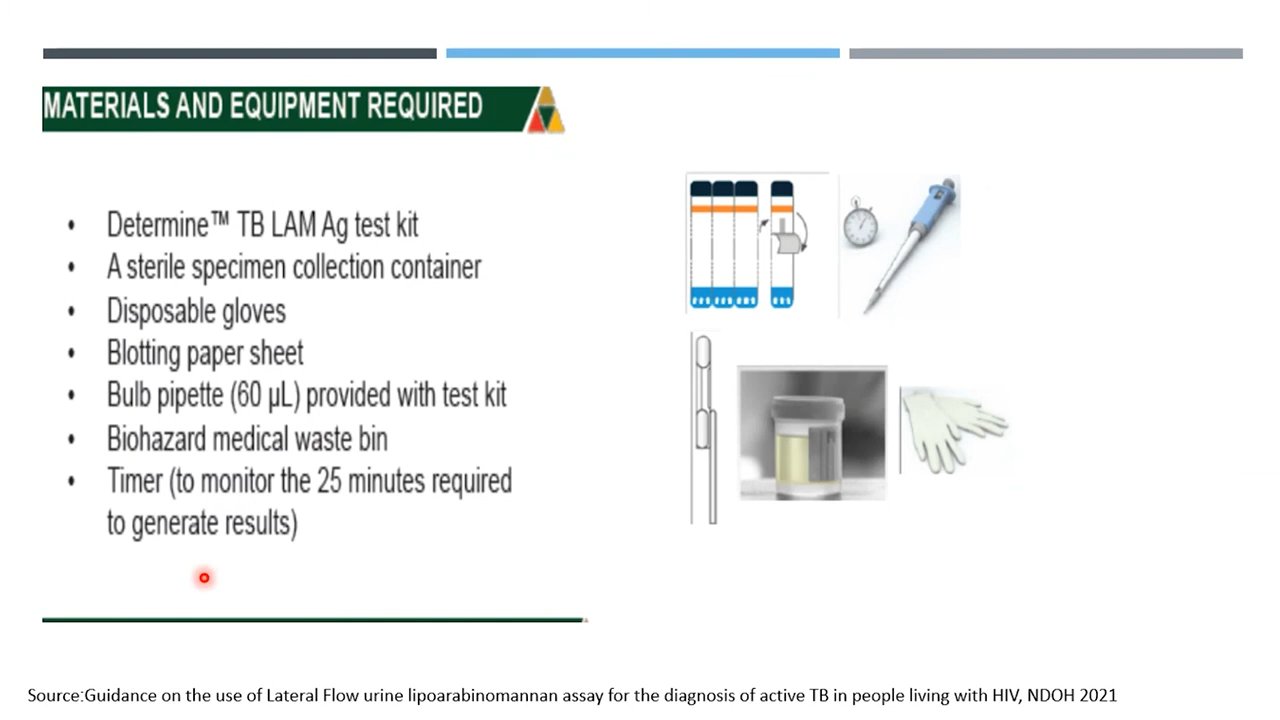 MATERIALS AND EQUIPMENT REQUIRED
• Determine™ TB LAM Ag test kit
• A sterile specimen collection container
• Disposable gloves
• Blotting paper sheet
• Bulb pipette (60 µL) provided with test kit
• Biohazard medical waste bin
• Timer (to monitor the 25 minutes required
to generate results)
Source:Guidance on the use of Lateral Flow urine lipoarabinomannan assay for the diagnosis of active TB in people living with HIV, NDOH 2021